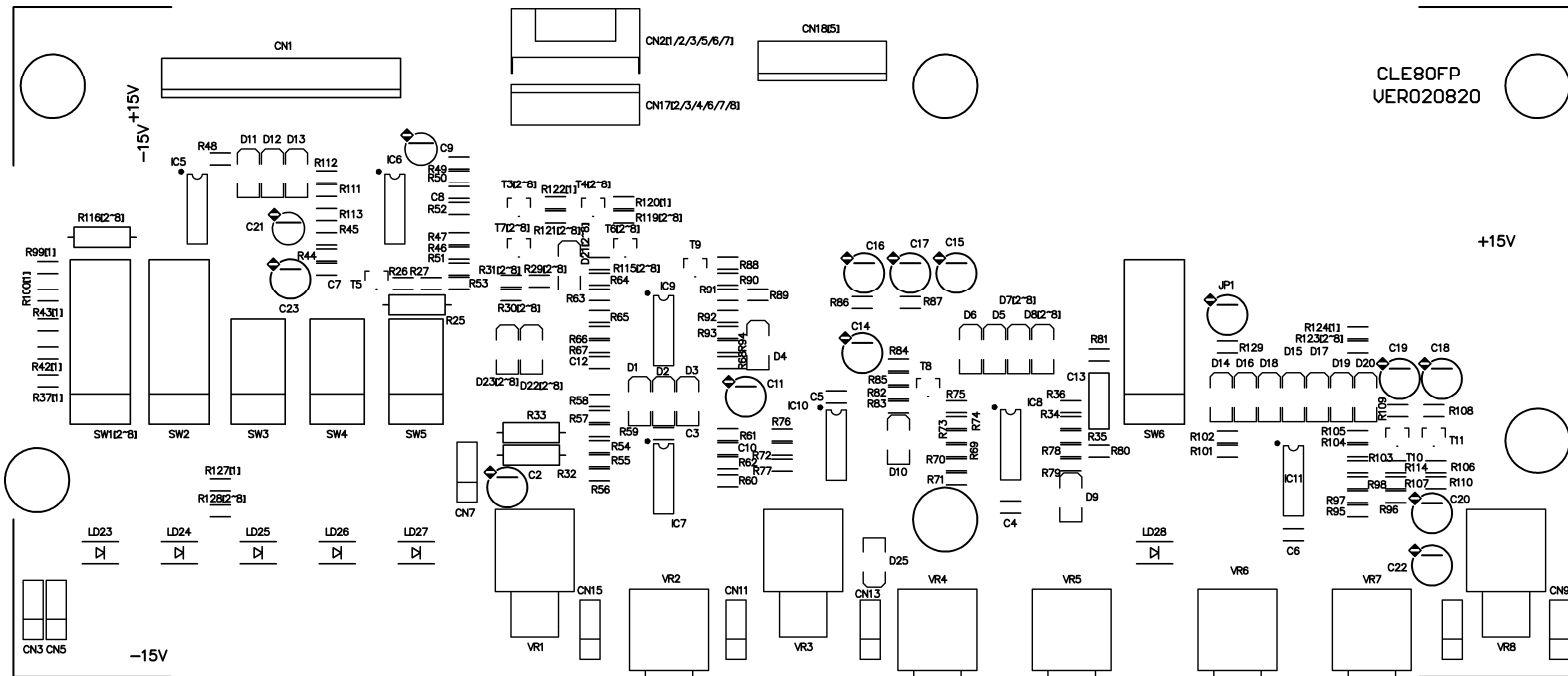 CN1
CN2[1/2/3/5/6/7]
CN18[5]
CLE80FP
VER020820
CN17[2/3/4/6/7/8]
+15V
-15V
R48
D11 D12 D13
C9
IC5
R112
IC6
R49
R50
R111
C8
R52
T3[2~8]
R122[1]
T4[2~8]
R120[1]
R119[2~8]
R116[2~8]
C21
R113
R45
T7[2~8]
R121[2~8]
D21[2~8]
T6[2~8]
R47
R46
R51
R99[1]
R44
C7
T5
R26
R27
R53
R31[2~8]
R29[2~8]
R115[2~8]
T9
R88
R90
R64
R91
R89
C16
C17
C15
+15V
R100[1]
C23
R30[2~8]
R63
IC9
R86
R87
D7[2~8]
JP1
R43[1]
R25
R65
R92
R93
C14
D6
D5
D8[2~8]
R124[1]
R123[2~8]
R66
R67
C12
R94
R68
D4
R84
R81
R129
C19
C18
R42[1]
R37[1]
D23[2~8]
D22[2~8]
D1
D2
D3
C11
R85
R82
R83
T8
C13
D14
D16
D18
D15
D17
D19
D20
R58
IC10
C5
R75
IC8
R36
R34
R109
R108
SW1[2~8]
SW2
SW3
SW4
SW5
R33
R57
R59
C3
R61
R76
R73
R74
R35
SW6
R102
R101
R105
R104
T11
R54
R55
C10
R72
R62
R77
R60
R70
R69
R71
R78
R79
R80
R103
T10
R114
R106
R110
R127[1]
R128[2~8]
CN7
C2
R32
R56
IC7
D10
D9
C4
IC11
R98
R107
R97
R95
R96
C20
LD23
LD24
LD25
LD26
LD27
D25
LD28
C6
C22
CN15
VR2
CN11
CN13
VR4
VR5
VR6
VR7
CN9
CN3 CN5
-15V
VR1
VR3
VR8